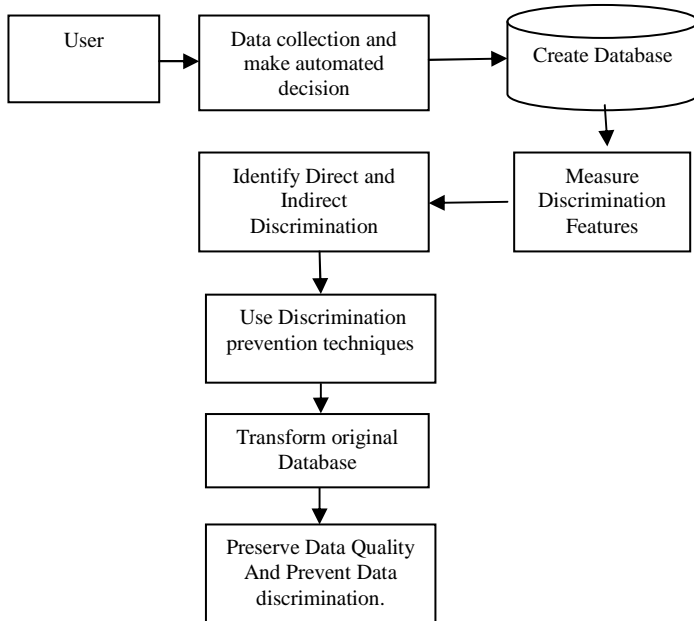 User
Data collection and
make automated
decision
Create Database
Measure
Discrimination
Features
Identify Direct and
Indirect
Discrimination
Use Discrimination
prevention techniques
Transform original
Database
Preserve Data Quality
And Prevent Data
discrimination.